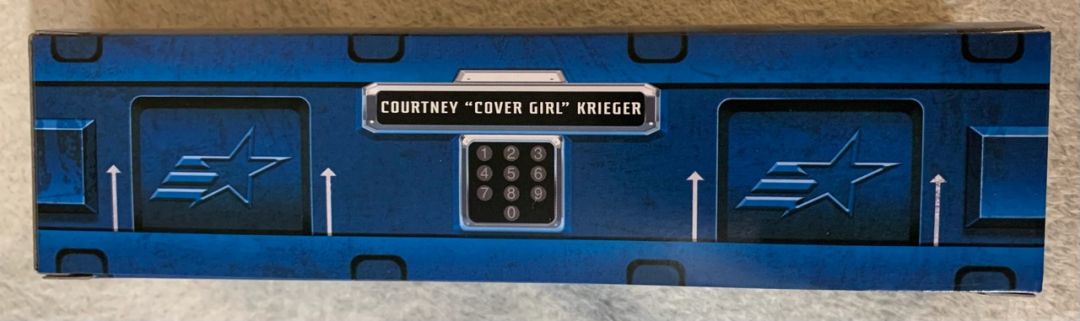 COURTNEY "COVER GIRL" KRIEGER
1 2 3
4 5 6
7 8 9
0